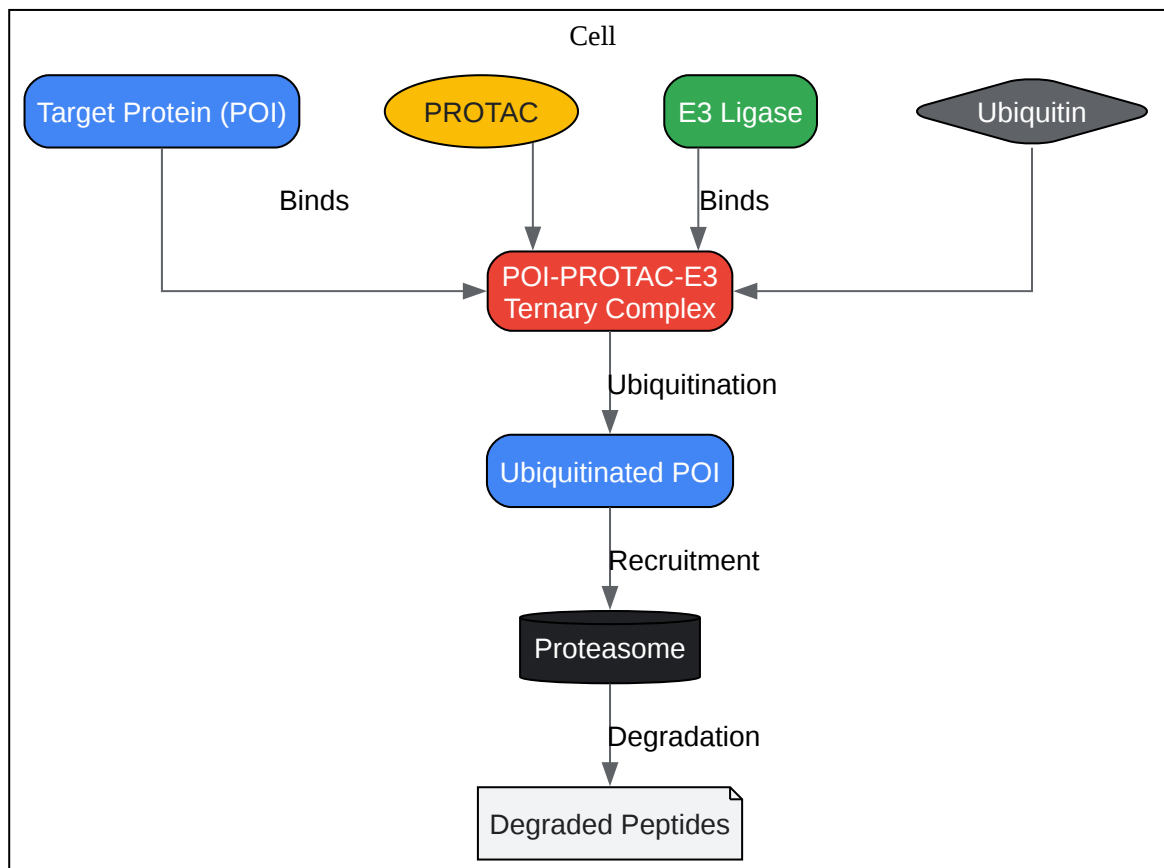 Cell
Target Protein (POI)
PROTAC
E3 Ligase
Ubiquitin
Binds
Binds
POI-PROTAC-E3
Ternary Complex
Ubiquitination
Ubiquitinated POI
Recruitment
Proteasome
Degradation
Degraded Peptides